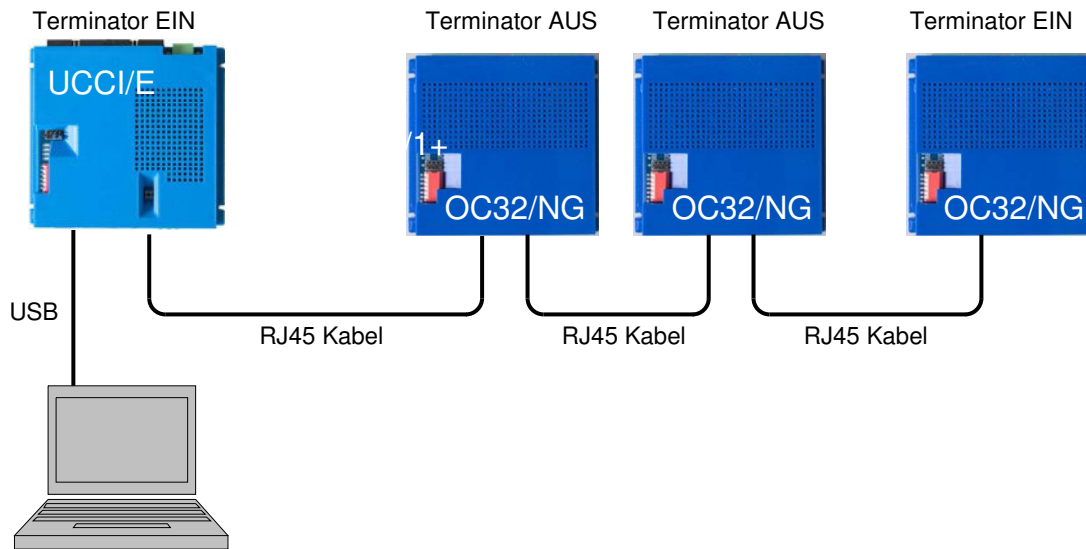 Terminator EIN
Terminator AUS
Terminator AUS
Terminator EIN
UCCI/E
/1+
OC32/NG
OC32/NG
OC32/NG
USB
RJ45 Kabel
RJ45 Kabel
RJ45 Kabel